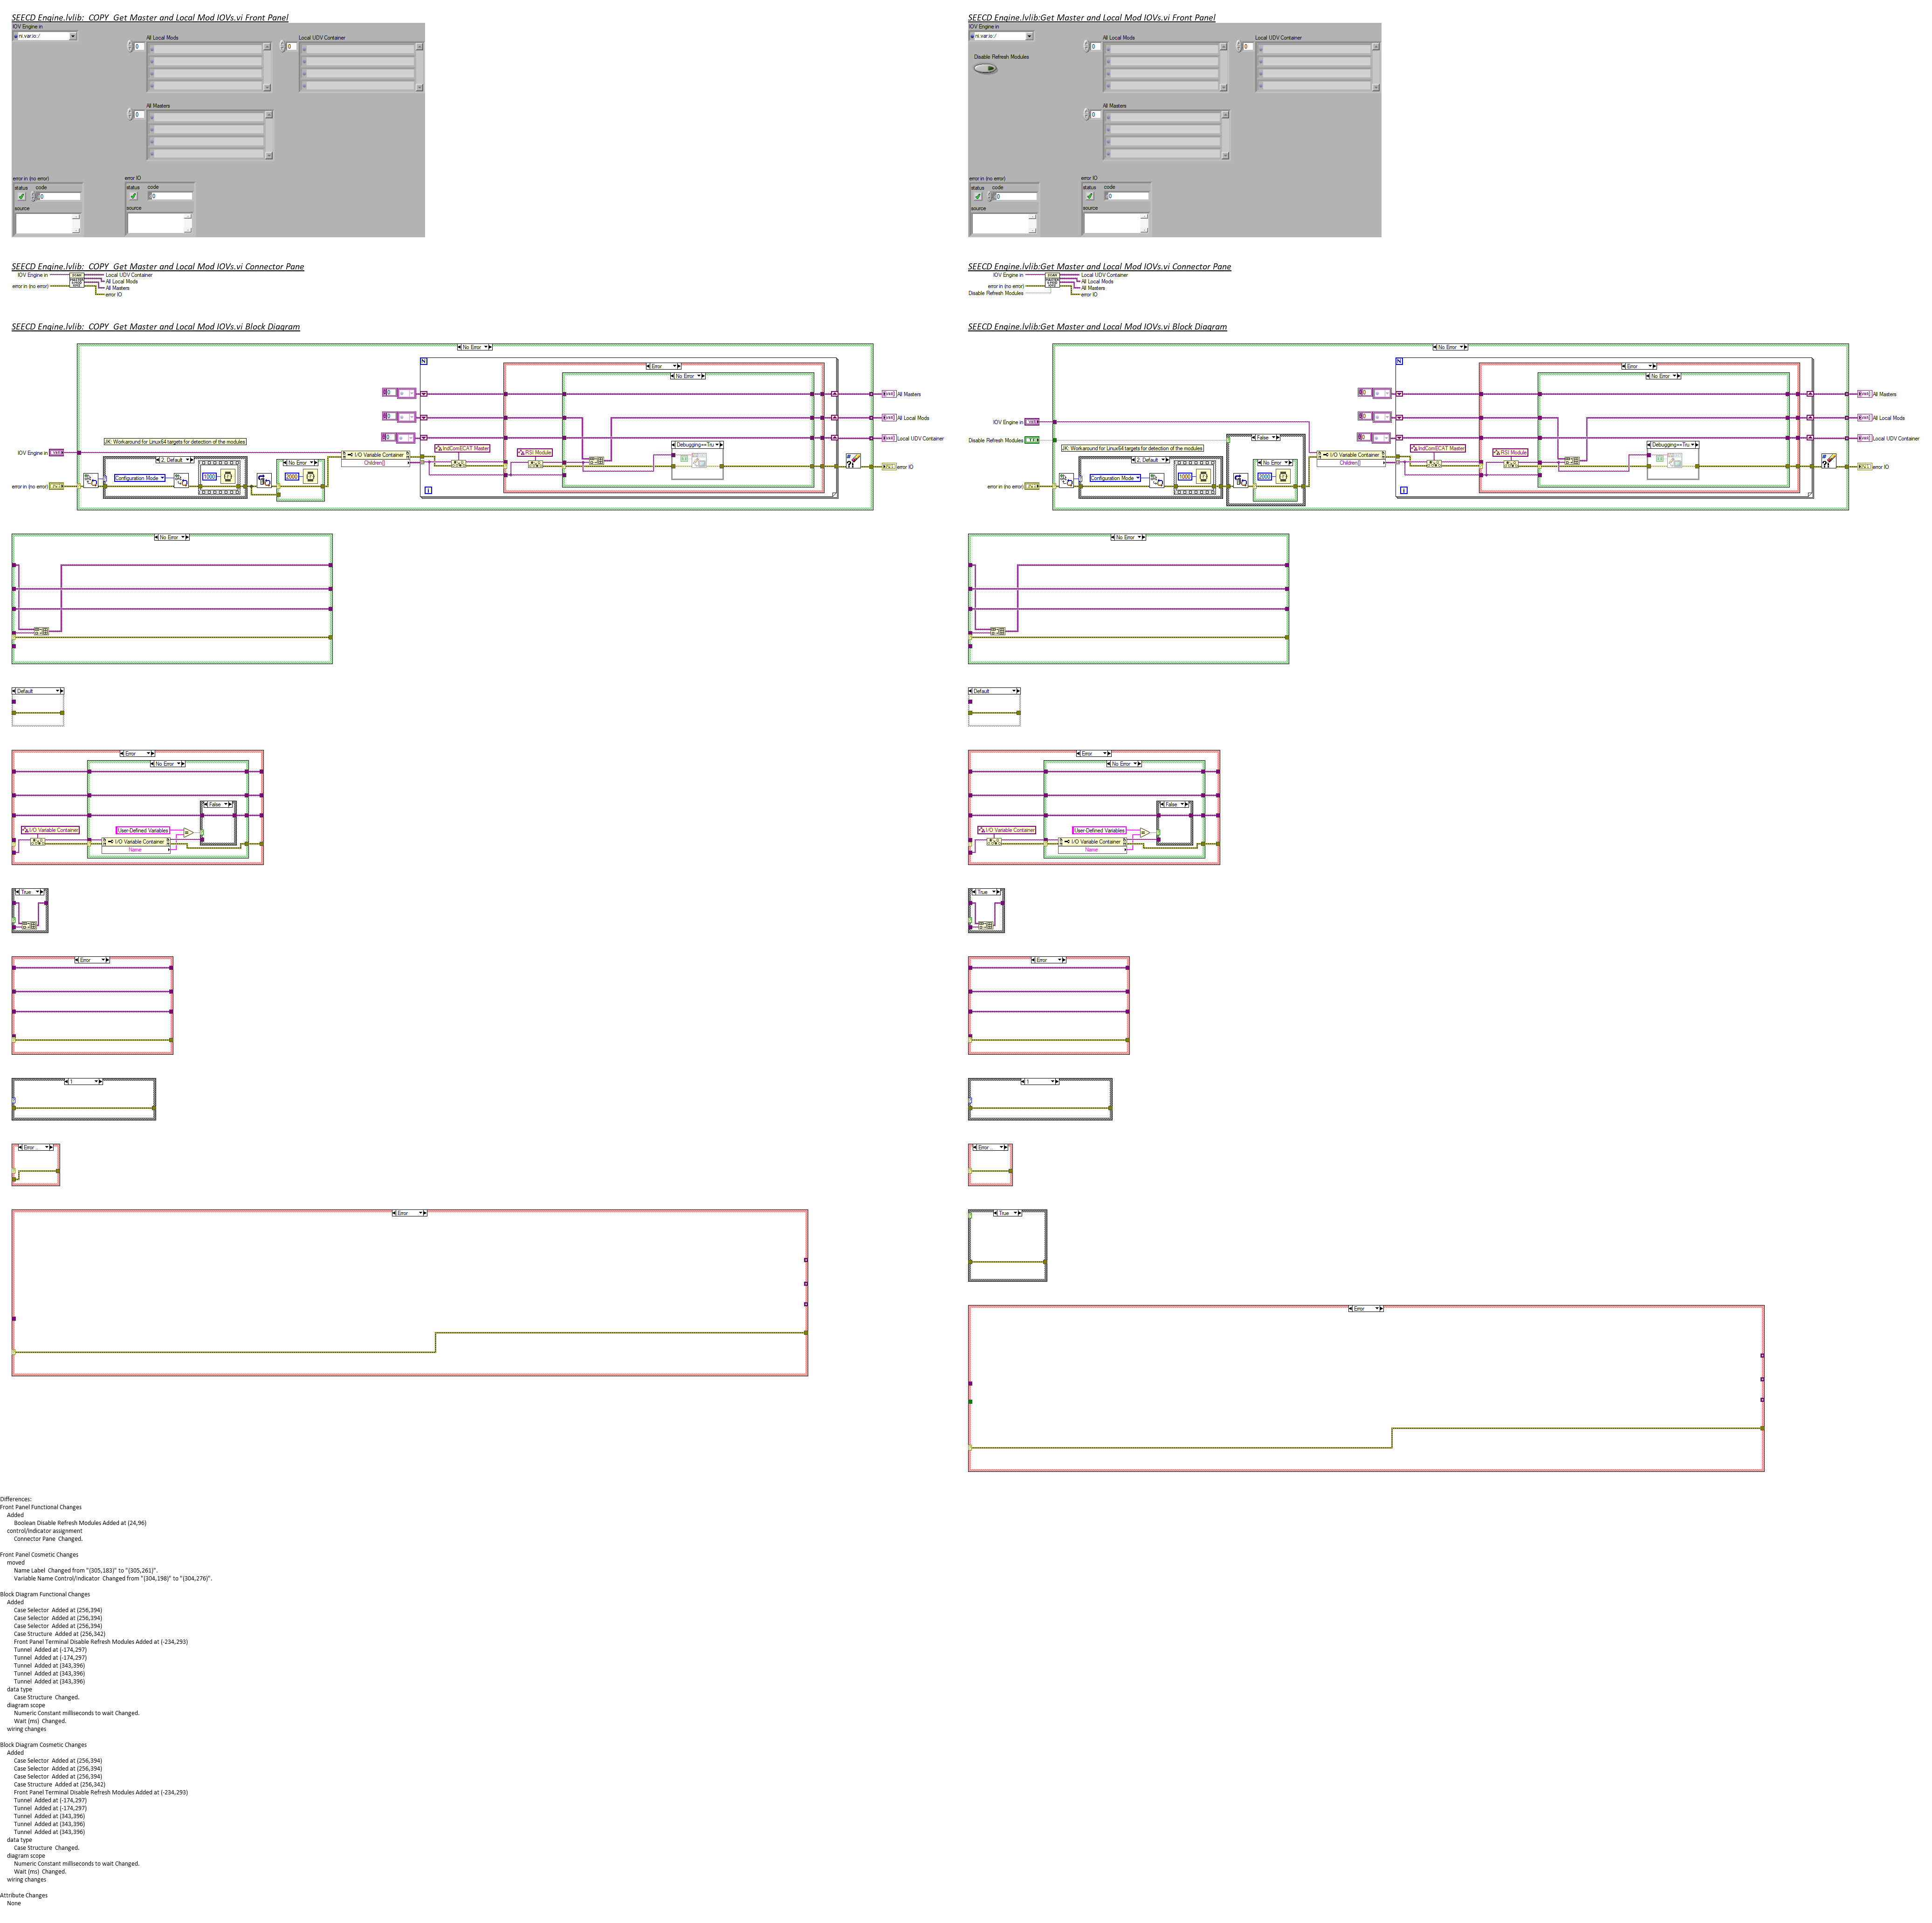 SEECD Engine.lvlib:  COPY  Get Master and Local Mod IOVs.vi Front Panel
IOV Engine in
ni.var.io:/
All Local Mods
0
Local UDV Container
0
All Masters
0
error in (no error)
status
code
0
source
error IO
status
code
0
source
SEECD Engine.lvlib:  COPY  Get Master and Local Mod IOVs.vi Connector Pane
IOV Engine in
error in (no error)
Local UDV Container
All Local Mods
All Masters
error IO
SEECD Engine.lvlib:  COPY  Get Master and Local Mod IOVs.vi Block Diagram
No Error
Error
No Error
All Masters
All Local Mods
Local UDV Container
JK: Workaround for Linux64 targets for detection of the modules
IOV Engine in
error in (no error)
2, Default
Configuration Mode
1000
No Error
2000
I/O Variable Container
Children[]
IndComECAT Master
RSI Module
Debugging==Tru
error IO
No Error
Default
Error
No Error
False
I/O Variable Container
User-Defined Variables
I/O Variable Container
Name
True
Error
1
Error
Error
SEECD Engine.lvlib:Get Master and Local Mod IOVs.vi Front Panel
IOV Engine in
ni.var.io:/
Disable Refresh Modules
All Local Mods
0
Local UDV Container
0
All Masters
0
error in (no error)
status
code
0
source
error IO
status
code
0
source
SEECD Engine.lvlib:Get Master and Local Mod IOVs.vi Connector Pane
IOV Engine in
error in (no error)
Disable Refresh Modules
Local UDV Container
All Local Mods
All Masters
error IO
SEECD Engine.lvlib:Get Master and Local Mod IOVs.vi Block Diagram
No Error
Error
No Error
All Masters
All Local Mods
Local UDV Container
IOV Engine in
Disable Refresh Modules
JK: Workaround for Linux64 targets for detection of the modules
error in (no error)
2, Default
Configuration Mode
1000
False
No Error
2000
I/O Variable Container
Children[]
IndComECAT Master
RSI Module
Debugging==Tru
error IO
No Error
Default
Error
No Error
False
I/O Variable Container
User-Defined Variables
I/O Variable Container
Name
True
Error
1
Error
True
Error
Differences:
Front Panel Functional Changes
Added
Boolean Disable Refresh Modules Added at (24,96)
control/indicator assignment
Connector Pane  Changed.
Front Panel Cosmetic Changes
moved
Name Label  Changed from "(305,183)" to "(305,261)".
Variable Name Control/Indicator  Changed from "(304,198)" to "(304,276)".
Block Diagram Functional Changes
Added
Case Selector  Added at (256,394)
Case Selector  Added at (256,394)
Case Selector  Added at (256,394)
Case Structure  Added at (256,342)
Front Panel Terminal Disable Refresh Modules Added at (-234,293)
Tunnel  Added at (-174,297)
Tunnel  Added at (-174,297)
Tunnel  Added at (343,396)
Tunnel  Added at (343,396)
Tunnel  Added at (343,396)
data type
Case Structure  Changed.
diagram scope
Numeric Constant milliseconds to wait Changed.
Wait (ms)  Changed.
wiring changes
Block Diagram Cosmetic Changes
Added
Case Selector  Added at (256,394)
Case Selector  Added at (256,394)
Case Selector  Added at (256,394)
Case Structure  Added at (256,342)
Front Panel Terminal Disable Refresh Modules Added at (-234,293)
Tunnel  Added at (-174,297)
Tunnel  Added at (-174,297)
Tunnel  Added at (343,396)
Tunnel  Added at (343,396)
Tunnel  Added at (343,396)
data type
Case Structure  Changed.
diagram scope
Numeric Constant milliseconds to wait Changed.
Wait (ms)  Changed.
wiring changes
Attribute Changes
None